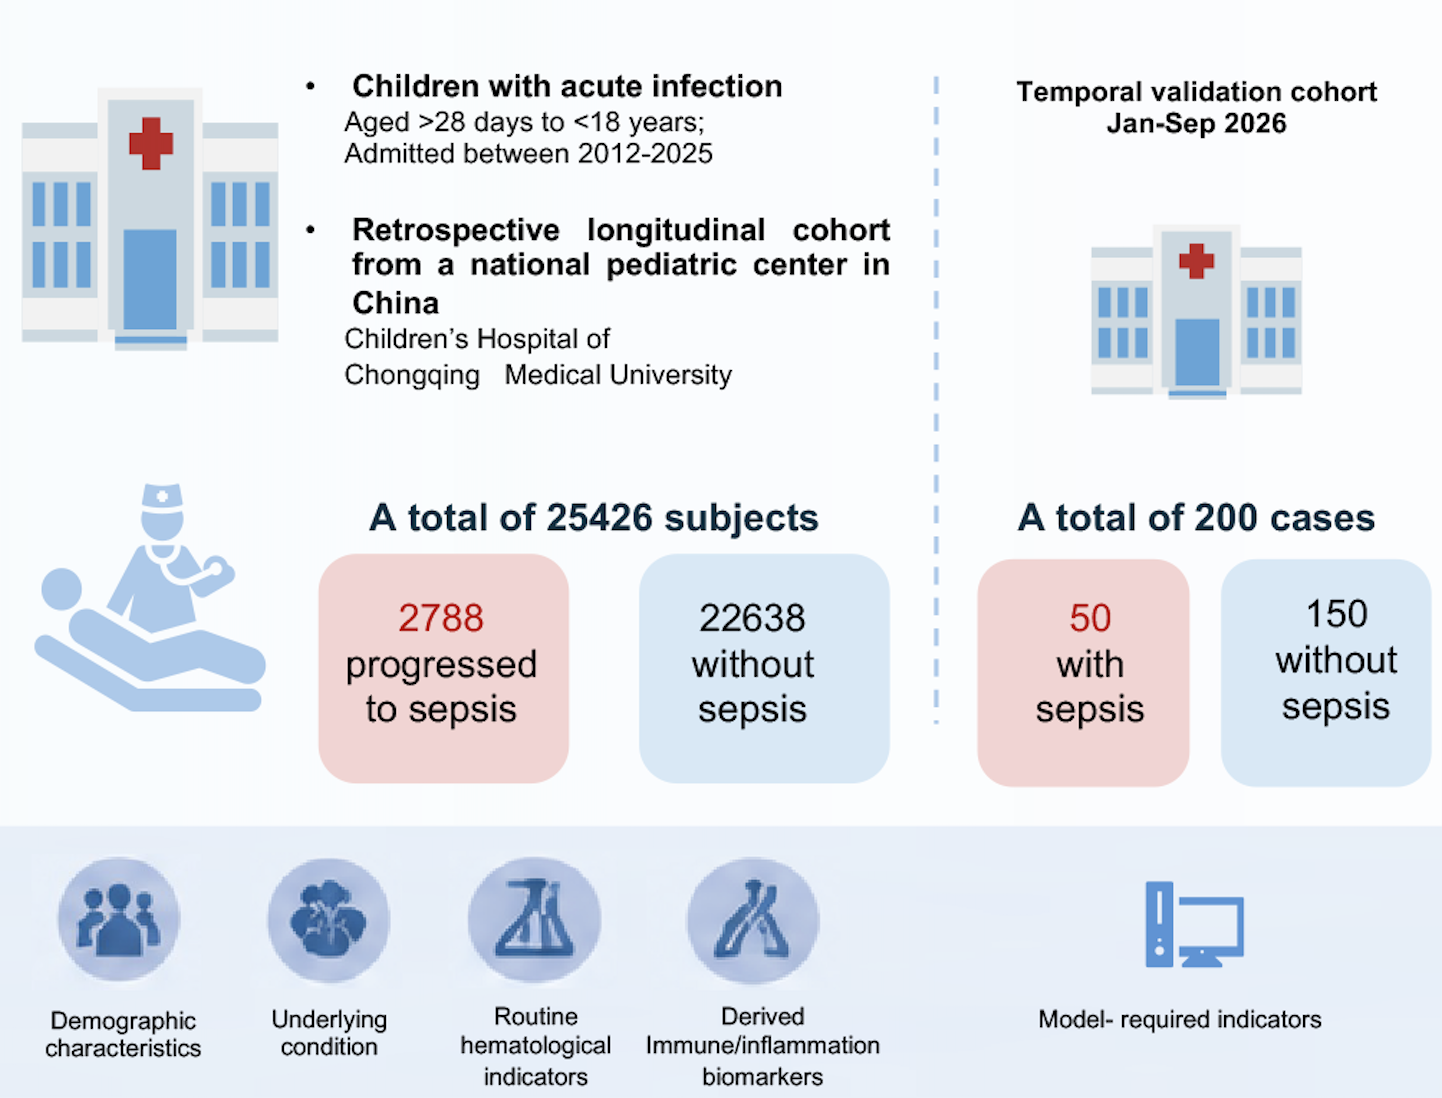 • Children with acute infection
Aged >28 days to <18 years;
Admitted between 2012-2025
• Retrospective longitudinal cohort
from a national pediatric center in
China
Children’s Hospital of
Chongqing Medical University
Temporal validation cohort
Jan-Sep 2026
A total of 25426 subjects
2788
progressed
to sepsis
22638
without
sepsis
A total of 200 cases
50
with
sepsis
150
without
sepsis
Demographic
characteristics
Underlying
condition
Routine
hematological
indicators
Derived
Immune/inflammation
biomarkers
Model- required indicators